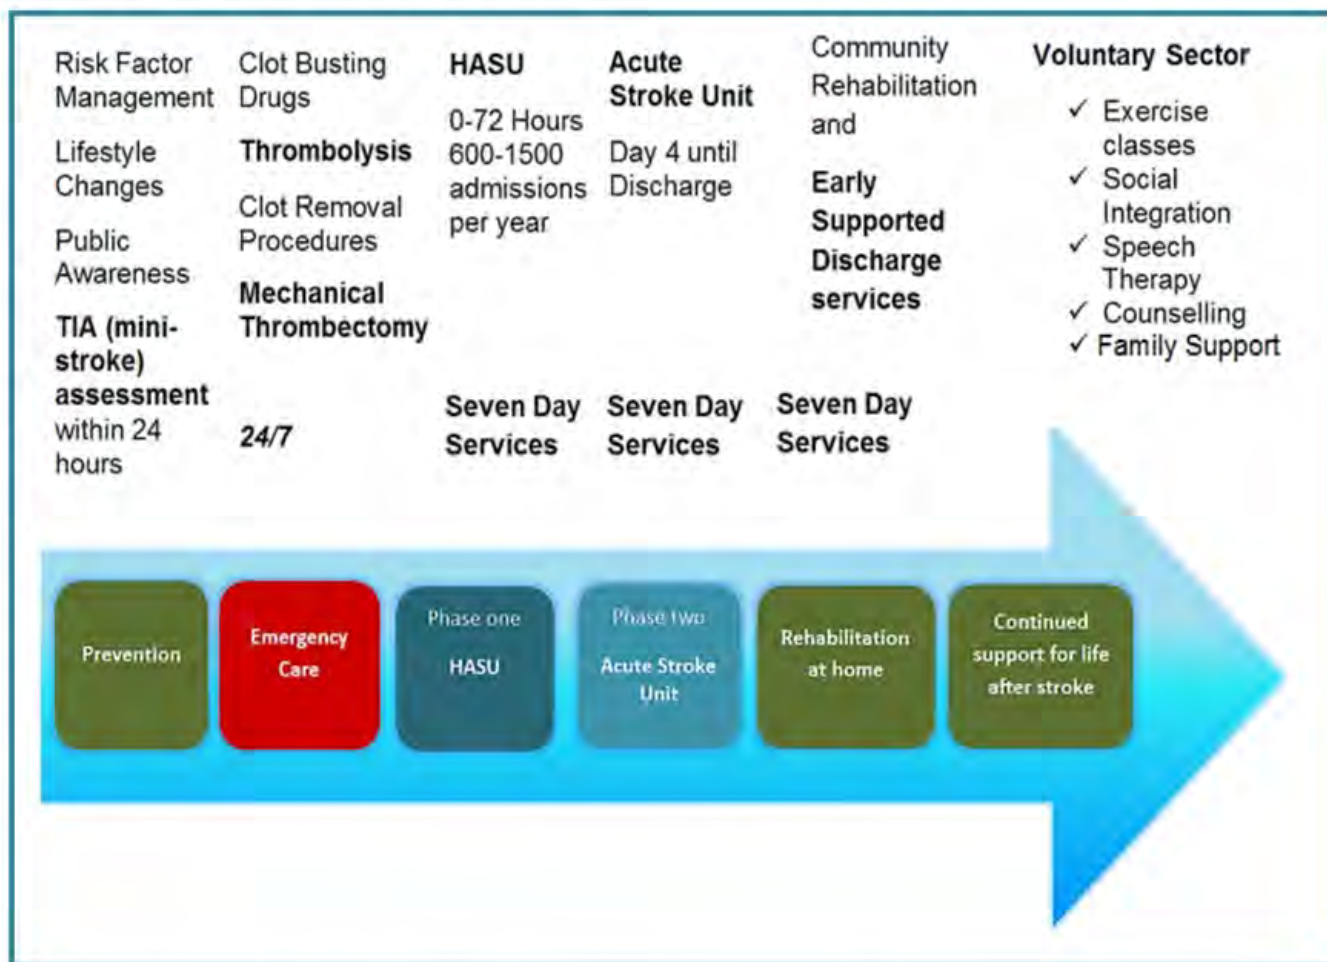 Risk Factor
Management
Lifestyle
Changes
Public
Awareness
TIA (mini-
stroke)
assessment
within 24
hours
Clot Busting
Drugs
Thrombolysis
Clot Removal
Procedures
Mechanical
Thrombectomy
24/7
HASU
0-72 Hours
600-1500
admissions
per year
Seven Day
Services
Acute
Stroke Unit
Day 4 until
Discharge
Seven Day
Services
Community
Rehabilitation
and
Early
Supported
Discharge
services
Seven Day
Services
Voluntary Sector
✓ Exercise
classes
✓ Social
Integration
✓ Speech
Therapy
✓ Counselling
✓ Family Support
Prevention
Emergency
Care
Phase one
HASU
Phase two
Acute Stroke
Unit
Rehabilitation
at home
Continued
support for life
after stroke